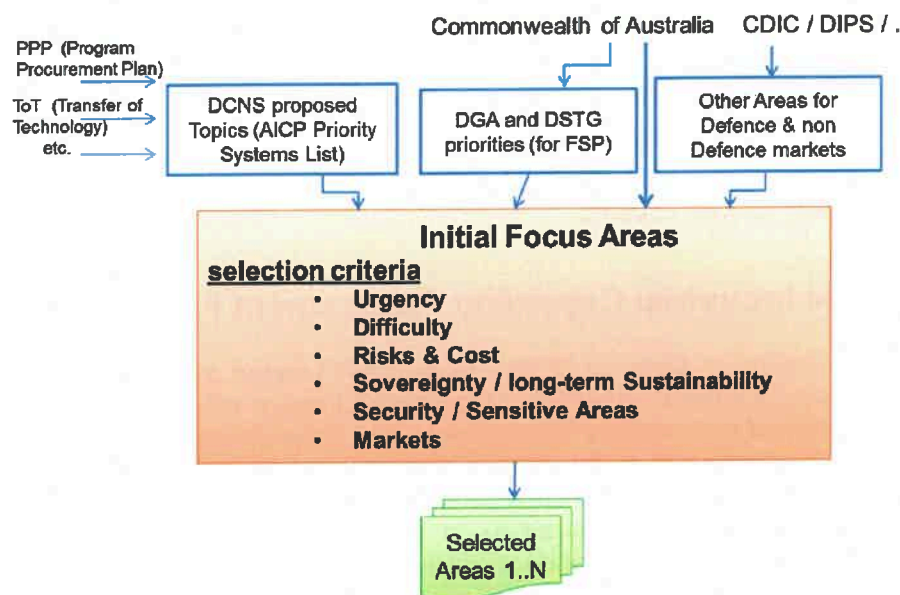 Commonwealth of Australia
CDIC / DIPS / .
PPP (Program
Procurement Plan)
ToT (Transfer of
Technology)
etc.
DCNS proposed
Topics (AICP Priority
Systems List)
DGA and DSTG
priorities (for FSP)
Other Areas for
Defence & non
Defence markets
Initial Focus Areas
selection criteria
• Urgency
• Difficulty
• Risks & Cost
• Sovereignty / long-term Sustainability
• Security / Sensitive Areas
• Markets
Selected
Areas 1..N